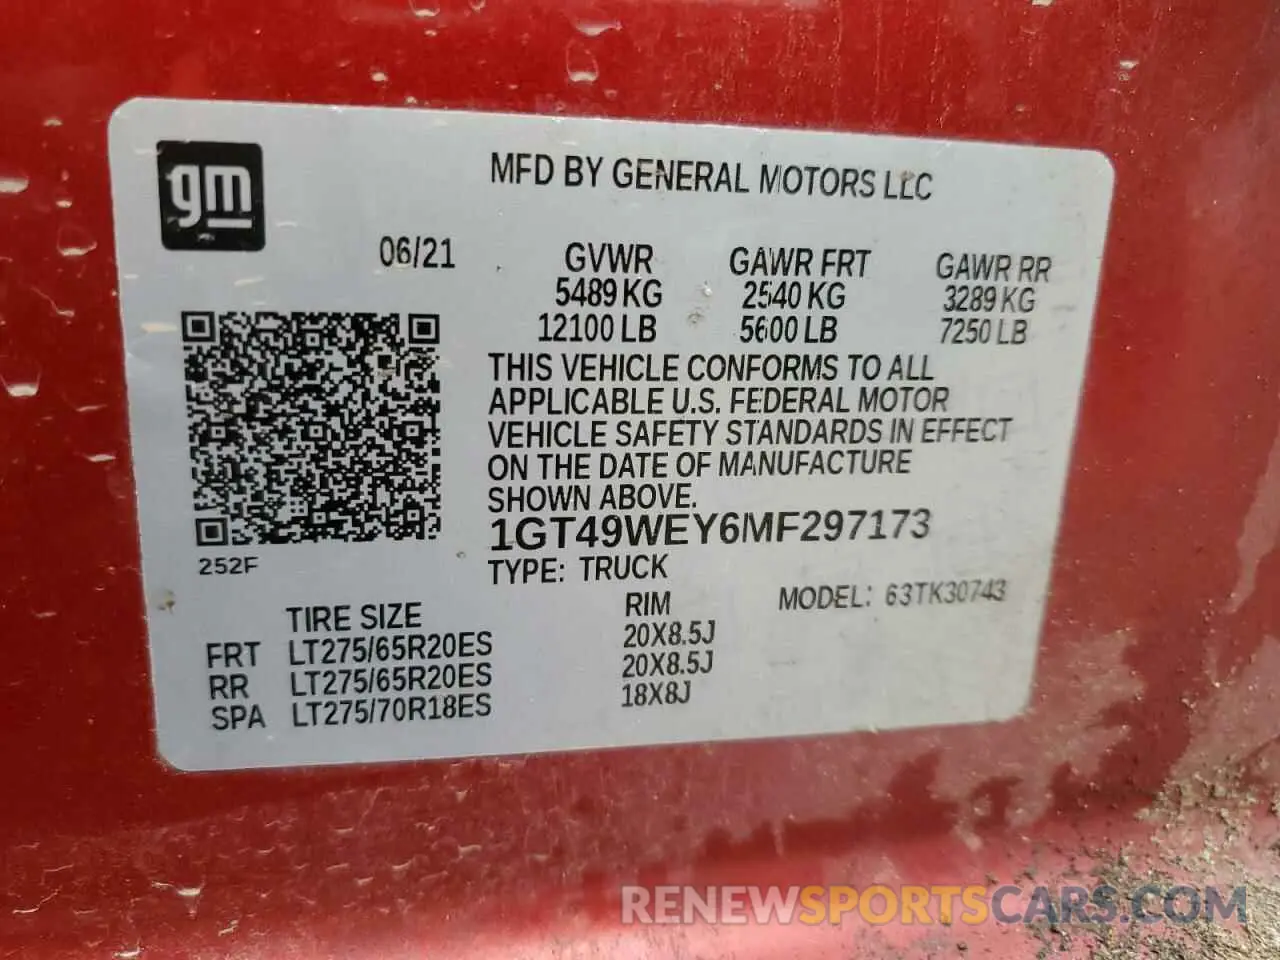 gm
MFD BY GENERAL MOTORS LLC
06/21 GVWR GAWR FRT GAWR RR
5489 KG 2540 KG 3289 KG
12100 LB 5600 LB 7250 LB
THIS VEHICLE CONFORMS TO ALL
APPLICABLE U.S. FEDERAL MOTOR
VEHICLE SAFETY STANDARDS IN EFFECT
ON THE DATE OF MANUFACTURE
SHOWN ABOVE.
1GT49WEY6MF297173
252F
TYPE: TRUCK
MODEL: 63TK30743
TIRE SIZE RIM
FRT LT275/65R20ES 20X8.5J
RR LT275/65R20ES 20X8.5J
SPA LT275/70R18ES 18X8J
RENEWSPORTSCARS.COM